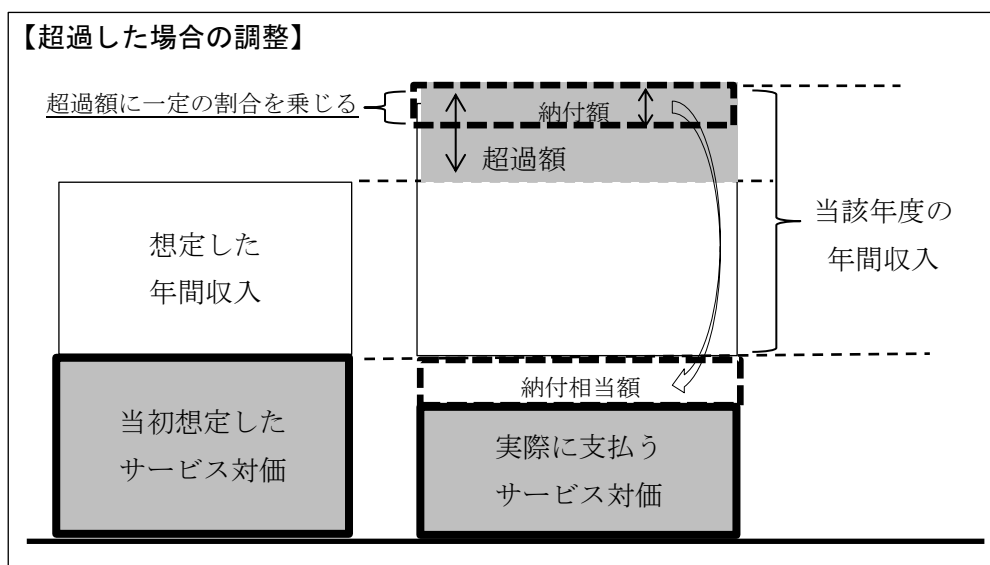 【超過した場合の調整】
超過額に一定の割合を乗じる
納付額
超過額
想定した
年間収入
当該年度の
年間収入
納付相当額
当初想定した
サービス対価
実際に支払う
サービス対価